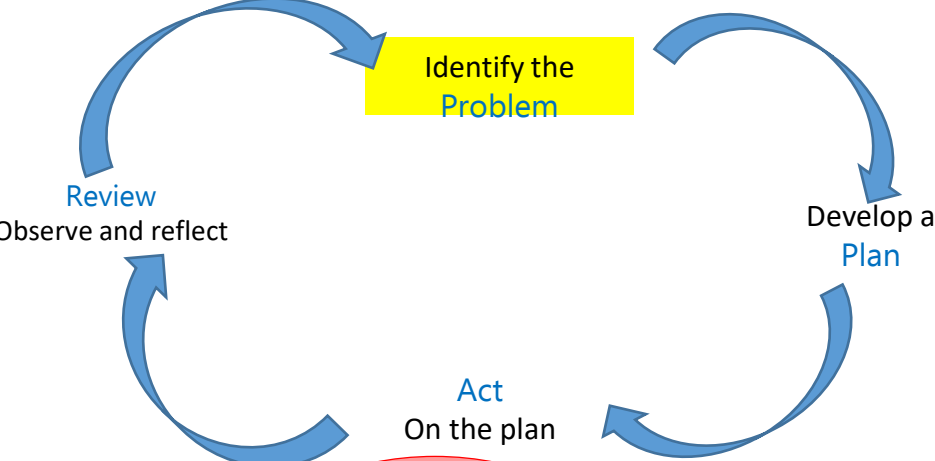 Identify the
Problem
Develop a
Plan
Act
On the plan
Review
Observe and reflect